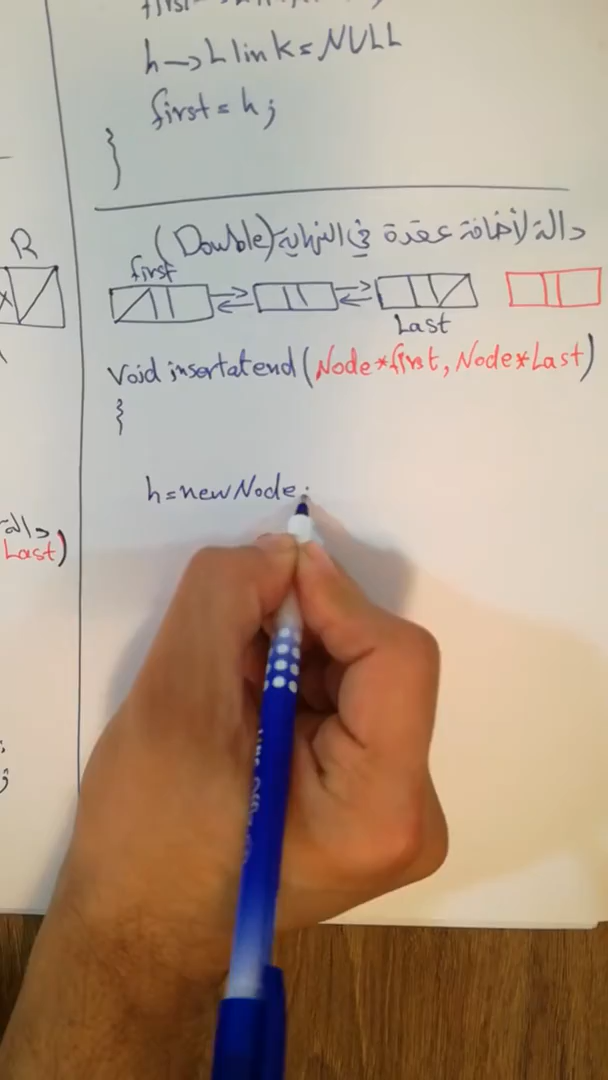 h→Llink=NULL
first=h;
}
دالة لأضافة عقدة في النهاية (Double)
first
Last
Void insertatend(Node*first, Node*Last)
{
h=newNode;
R
دالة
Last)